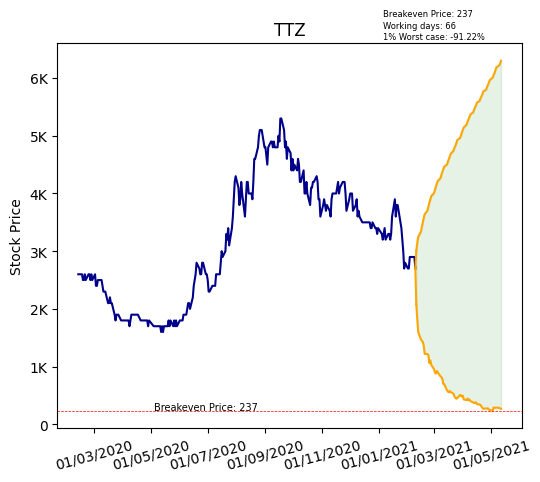 Breakeven Price: 237
Working days: 66
1% Worst case: -91.22%
TTZ
Stock Price
6K
5K
4K
3K
2K
1K
0
Breakeven Price: 237
01/03/2020 01/05/2020 01/07/2020 01/09/2020 01/11/2020 01/01/2021 01/03/2021 01/05/2021